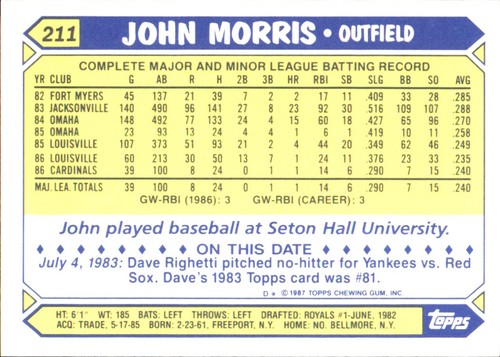 211
JOHN MORRIS • OUTFIELD
COMPLETE MAJOR AND MINOR LEAGUE BATTING RECORD
YR CLUB G AB R H 2B 3B HR RBI SB SLG BB SO AVG
82 FORT MYERS 45 137 21 39 7 2 2 17 11 .409 33 28 .285
83 JACKSONVILLE 140 490 96 141 27 8 23 92 30 .516 109 107 .288
84 OMAHA 148 492 77 133 24 4 15 60 18 .427 65 96 .270
85 OMAHA 25 93 13 24 4 4 1 6 1 .419 10 11 .258
85 LOUISVILLE 107 373 51 93 21 2 4 44 20 .349 62 46 .249
86 LOUISVILLE 60 213 30 50 13 7 1 24 11 .376 23 33 .235
86 CARDINALS 39 100 8 24 0 1 1 14 6 .290 7 15 .240
MAJ. LEA. TOTALS 39 100 8 24 0 1 1 14 6 .290 7 15 .240
GW-RBI (1986): 3 GW-RBI (CAREER): 3
John played baseball at Seton Hall University.
♦ ♦ ♦ ♦ ♦ ♦ ♦ ON THIS DATE ♦ ♦ ♦ ♦ ♦ ♦ ♦
July 4, 1983: Dave Righetti pitched no-hitter for Yankees vs. Red
Sox. Dave's 1983 Topps card was #81.
D * ©1987 TOPPS CHEWING GUM, INC
HT: 6'1" WT: 185 BATS: LEFT THROWS: LEFT DRAFTED: ROYALS #1-JUNE, 1982
ACQ: TRADE, 5-17-85 BORN: 2-23-61, FREEPORT, N.Y. HOME: NO. BELLMORE, N.Y.
TOPPS